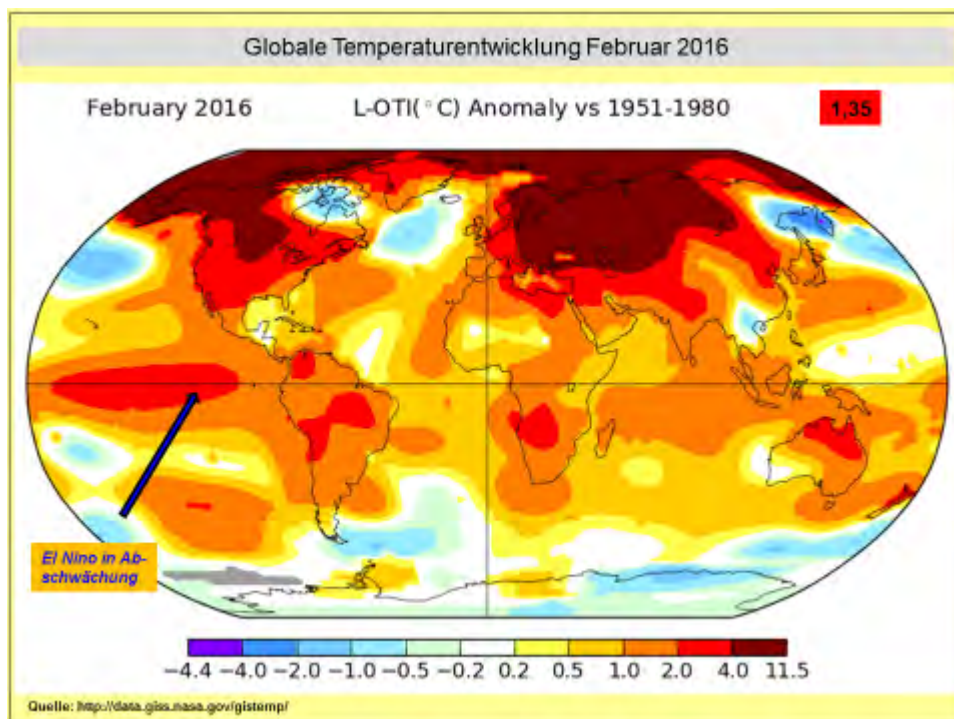 Globale Temperaturentwicklung Februar 2016
February 2016 L-OTI(°C) Anomaly vs 1951-1980 1,35
El Nino in Ab-
schwächung
−4.4 −4.0 −2.0 −1.0 −0.5 −0.2 0.2 0.5 1.0 2.0 4.0 11.5
Quelle: http://data.giss.nasa.gov/gistemp/